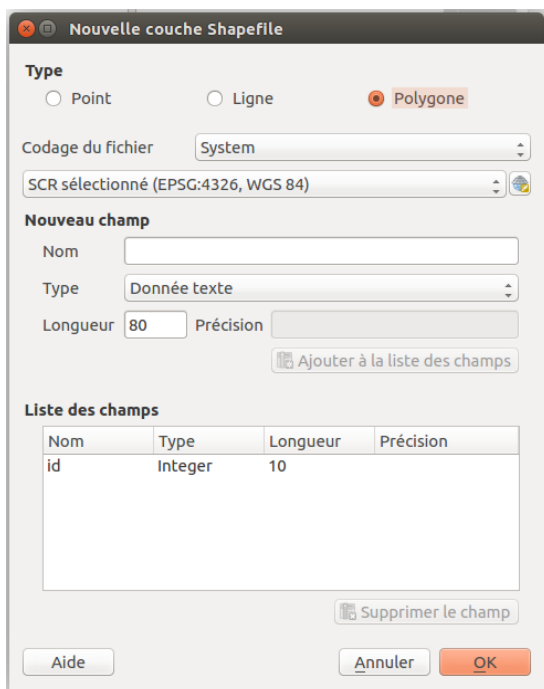 Nouvelle couche Shapefile
Type
Point Ligne Polygone
Codage du fichier System
SCR sélectionné (EPSG:4326, WGS 84)
Nouveau champ
Nom
Type Donnée texte
Longueur 80 Précision
Ajouter à la liste des champs
Liste des champs
Nom Type Longueur Précision
id Integer 10
Supprimer le champ
Aide Annuler OK